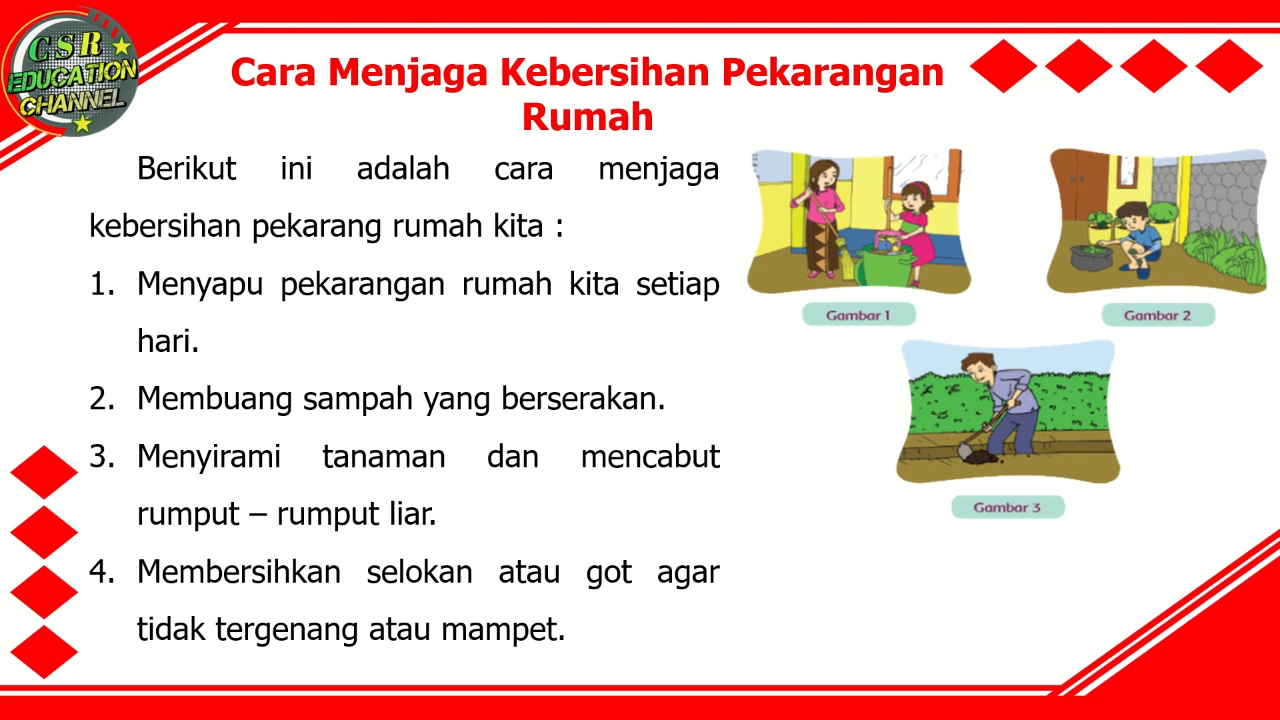 CSR
EDUCATION
CHANNEL
Cara Menjaga Kebersihan Pekarangan
Rumah
Berikut ini adalah cara menjaga
kebersihan pekarang rumah kita :
1. Menyapu pekarangan rumah kita setiap
hari.
2. Membuang sampah yang berserakan.
3. Menyirami tanaman dan mencabut
rumput – rumput liar.
4. Membersihkan selokan atau got agar
tidak tergenang atau mampet.
Gambar 1
Gambar 2
Gambar 3